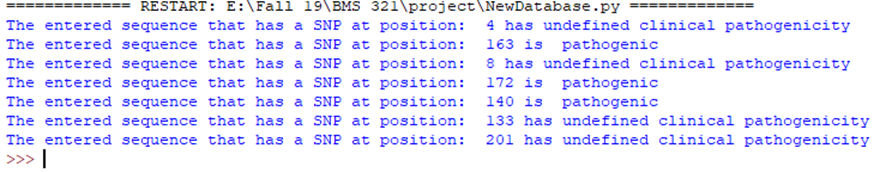 ============= RESTART: E:\Fall 19\BMS 321\project\NewDatabase.py =============
The entered sequence that has a SNP at position:  4 has undefined clinical pathogenicity
The entered sequence that has a SNP at position:  163 is  pathogenic
The entered sequence that has a SNP at position:  8 has undefined clinical pathogenicity
The entered sequence that has a SNP at position:  172 is  pathogenic
The entered sequence that has a SNP at position:  140 is  pathogenic
The entered sequence that has a SNP at position:  133 has undefined clinical pathogenicity
The entered sequence that has a SNP at position:  201 has undefined clinical pathogenicity
>>>